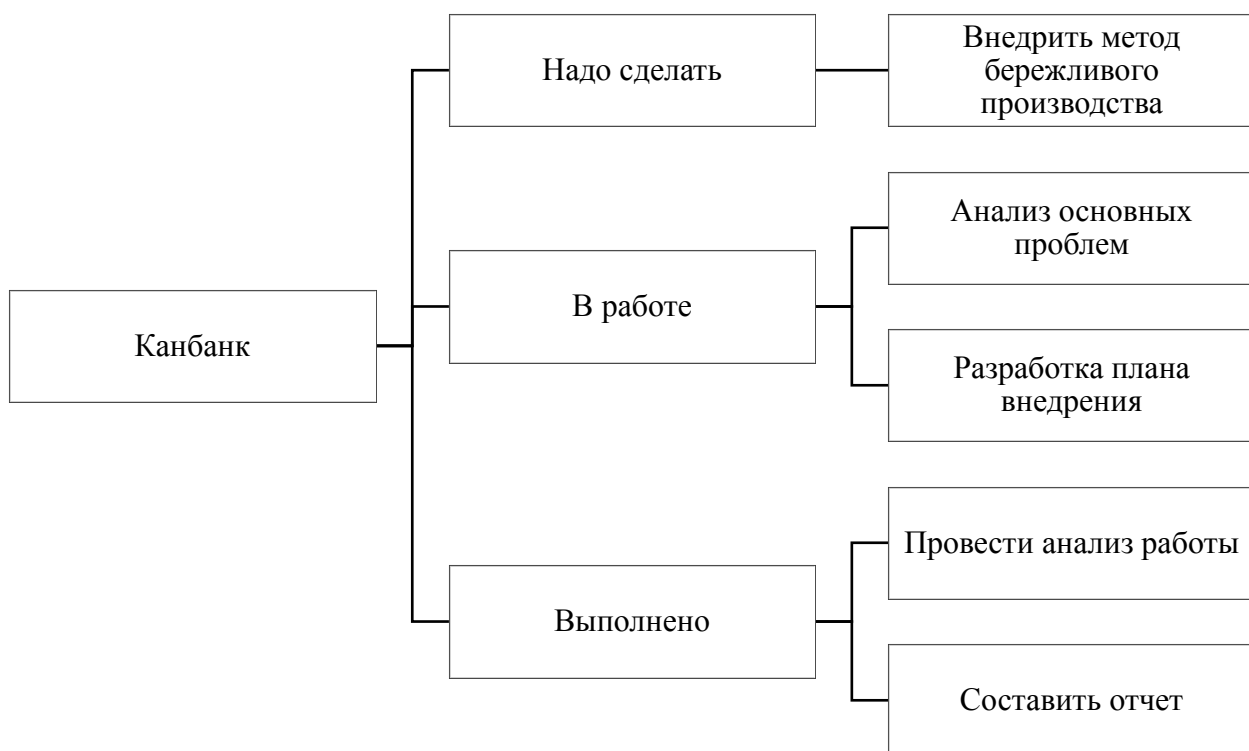 Надо сделать
Внедрить метод
бережливого
производства
Анализ основных
проблем
В работе
Канбанк
Разработка плана
внедрения
Провести анализ работы
Выполнено
Составить отчет